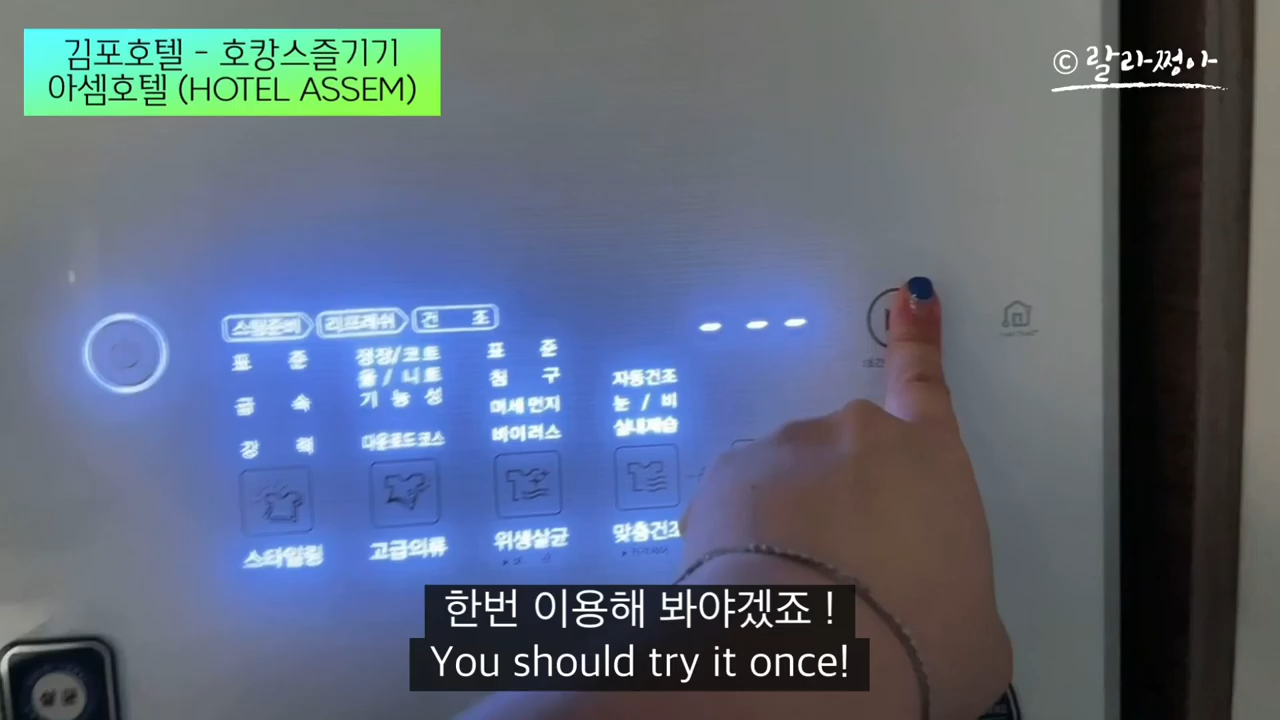 김포호텔 - 호캉스즐기기
아셈호텔 (HOTEL ASSEM)
© 랄라쩡아
스팀준비 리프레쉬 건 조
표 준
급 속
강 력
정장/코트
울 / 니트
기 능 성
다운로드코스
표 준
침 구
미세먼지
바이러스
자동건조
눈 / 비
실내제습
스타일링
고급의류
위생살균
맞춤건조
한번 이용해 봐야겠죠 !
You should try it once!